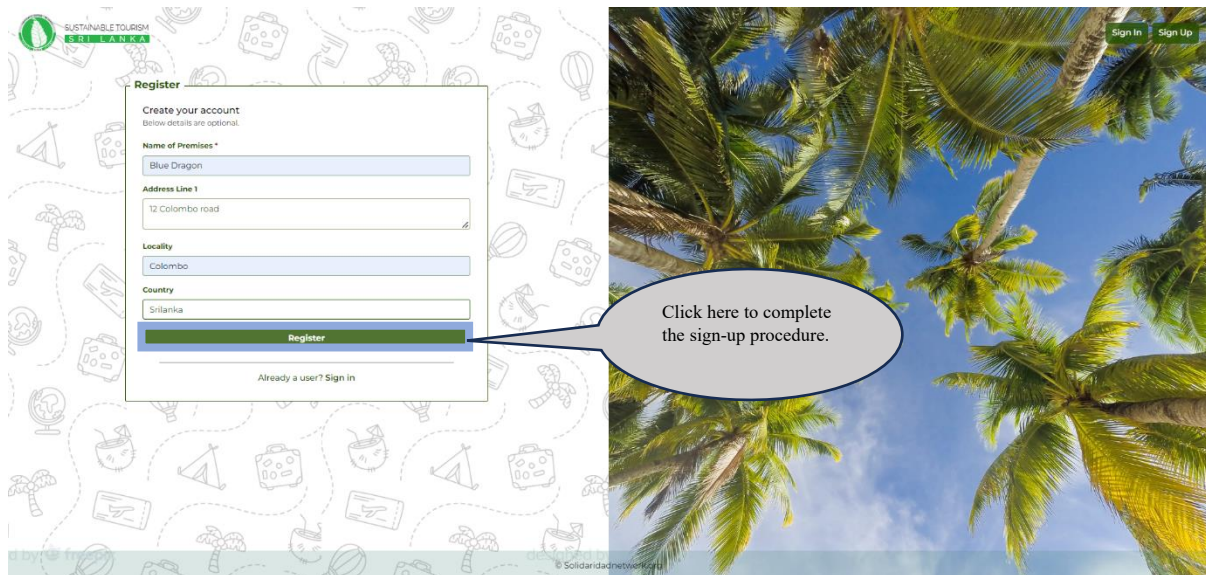 SUSTAINABLE TOURISM
SRI LANKA
Sign In Sign Up
Register
Create your account
Below details are optional.
Name of Premises *
Blue Dragon
Address Line 1
12 Colombo road
Locality
Colombo
Country
Srilanka
Register
Click here to complete
the sign-up procedure.
Already a user? Sign in
designed by
© Solidaridadnetwork.org